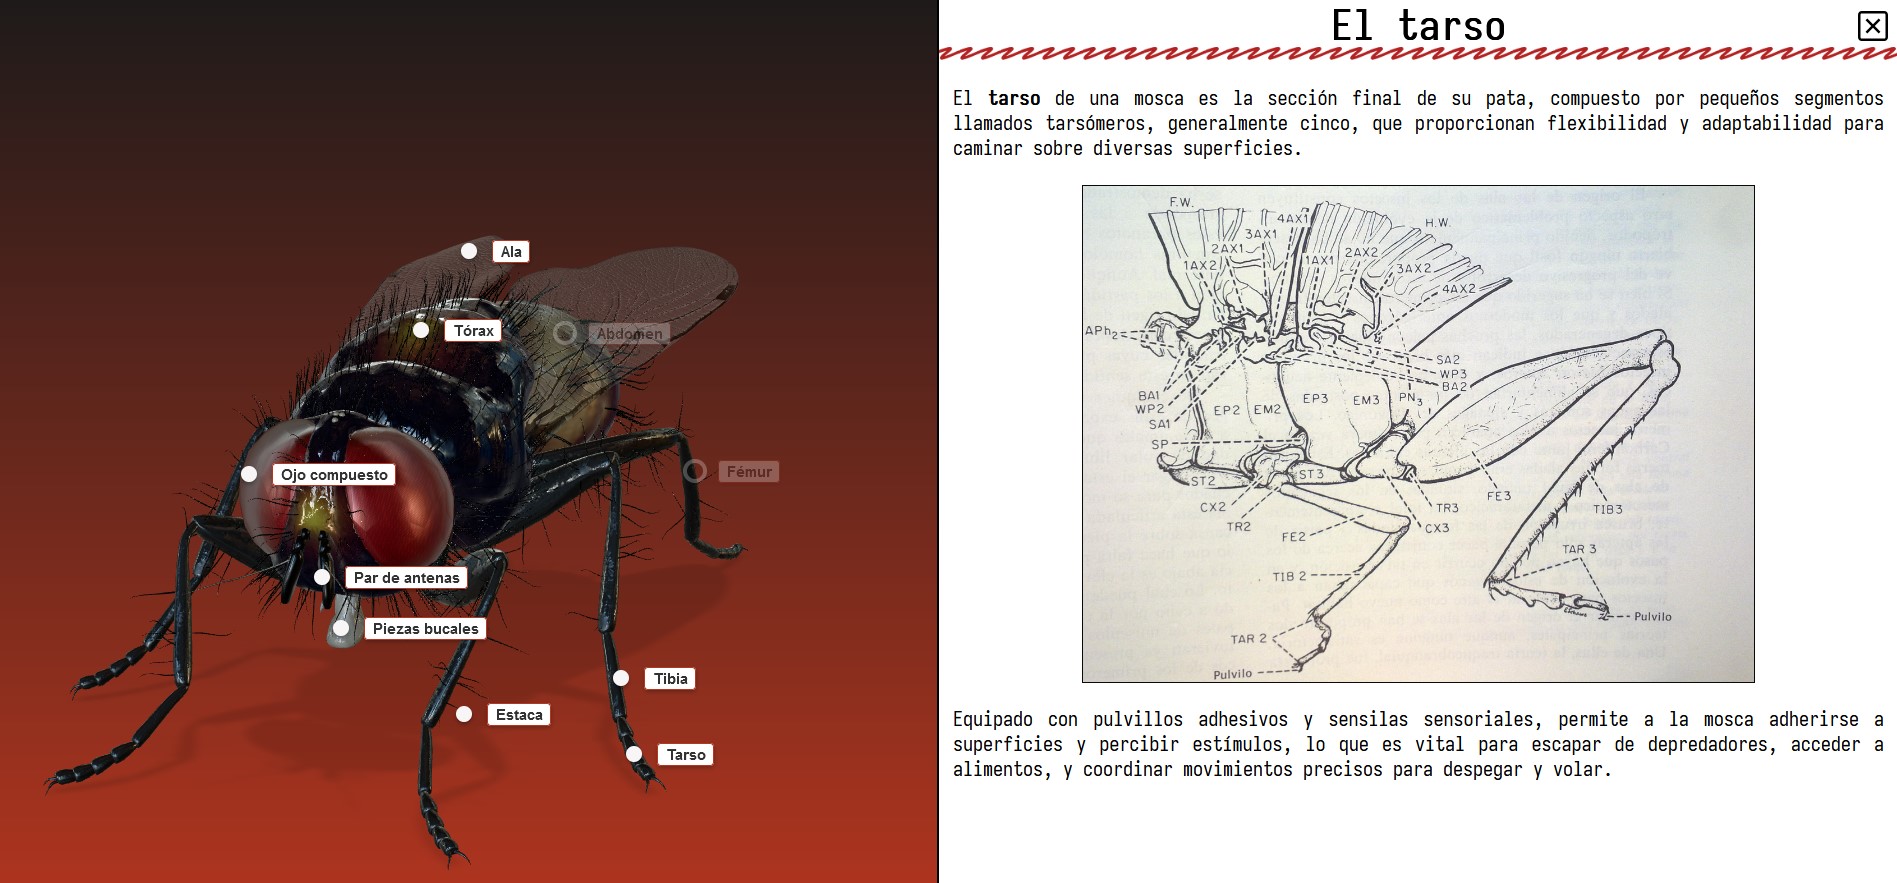 Ala
Tórax
Abdomen
Ojo compuesto
Fémur
Par de antenas
Piezas bucales
Tibia
Estaca
Tarso
El tarso
El tarso de una mosca es la sección final de su pata, compuesto por pequeños segmentos
llamados tarsómeros, generalmente cinco, que proporcionan flexibilidad y adaptabilidad para
caminar sobre diversas superficies.
F.W.
4AX1
H.W.
3AX1
2AX1
2AX2
1AX2
1AX1
3AX2
4AX2
APh2
SA2
WP3
BA2
BA1
WP2
SA1
EP2
EM2
EP3
EM3
PN3
SP
ST2
ST3
CX2
TR2
FE2
TR3
CX3
FE3
TIB3
TAR 3
TIB 2
Pulvilo
TAR 2
Pulvilo
Equipado con pulvillos adhesivos y sensilas sensoriales, permite a la mosca adherirse a
superficies y percibir estímulos, lo que es vital para escapar de depredadores, acceder a
alimentos, y coordinar movimientos precisos para despegar y volar.